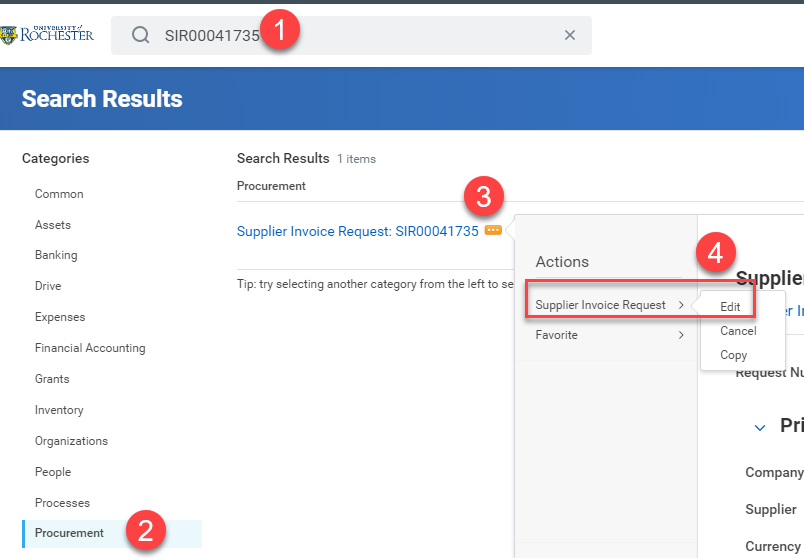 UNIVERSITY of
ROCHESTER
SIR00041735
1
Search Results
Categories
Common
Assets
Banking
Drive
Expenses
Financial Accounting
Grants
Inventory
Organizations
People
Processes
Procurement
2
Search Results 1 items
Procurement
3
Supplier Invoice Request: SIR00041735
Tip: try selecting another category from the left to se
Actions
4
Supplier Invoice Request
Favorite
Edit
Cancel
Copy
Supplie
er I
Request Nu
Pri
Company
Supplier
Currency